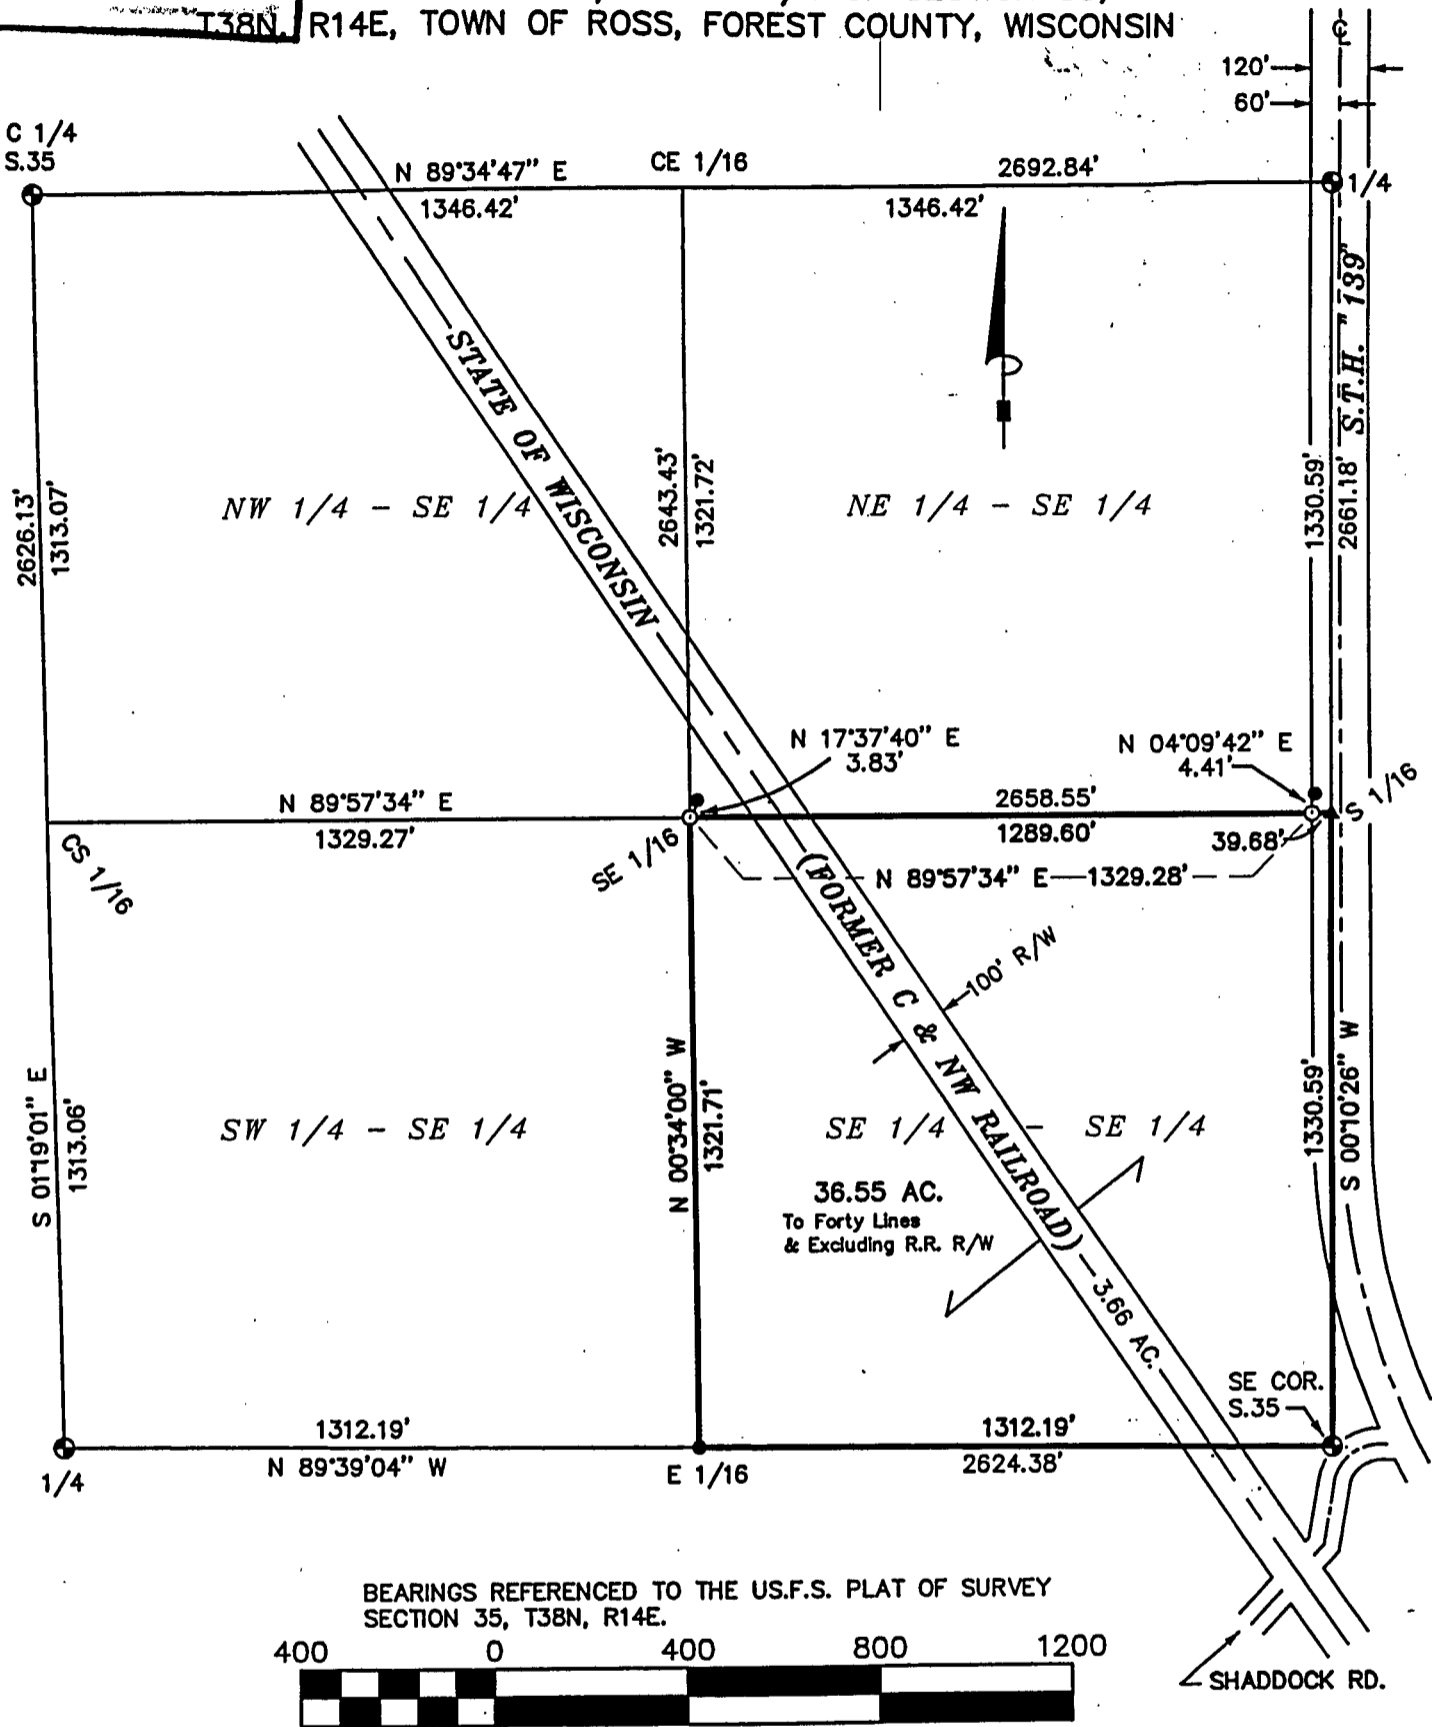 T38N, R14E, TOWN OF ROSS, FOREST COUNTY, WISCONSIN
℄
120'
60'
C 1/4
S.35
N 89°34'47" E
CE 1/16
2692.84'
1346.42'
1346.42'
1/4
S.T.H. "139"
STATE OF WISCONSIN
2626.13'
1313.07'
NW 1/4 - SE 1/4
2643.43'
1321.72'
NE 1/4 - SE 1/4
1330.59'
2661.18'
N 17°37'40" E
3.83'
N 04°09'42" E
4.41'
N 89°57'34" E
1329.27'
2658.55'
1289.60'
39.68'
S 1/16
CS 1/16
SE 1/16
N 89°57'34" E
1329.28'
(FORMER C & NW RAILROAD)
100' R/W
S 01°19'01" E
1313.06'
SW 1/4 - SE 1/4
N 00°34'00" W
1321.71'
SE 1/4 - SE 1/4
1330.59'
S 00°10'26" W
36.55 AC.
To Forty Lines
& Excluding R.R. R/W
3.66 AC.
SE COR.
S.35
1312.19'
N 89°39'04" W
1312.19'
2624.38'
1/4
E 1/16
BEARINGS REFERENCED TO THE US.F.S. PLAT OF SURVEY
SECTION 35, T38N, R14E.
400 0 400 800 1200
SHADDOCK RD.